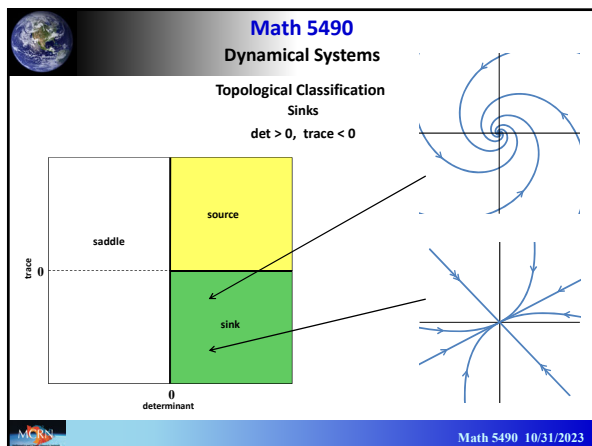 Math 5490
Dynamical Systems
Topological Classification
Sinks
det > 0, trace < 0
source
saddle
trace
0
sink
0
determinant
MCRN
Math 5490 10/31/2023